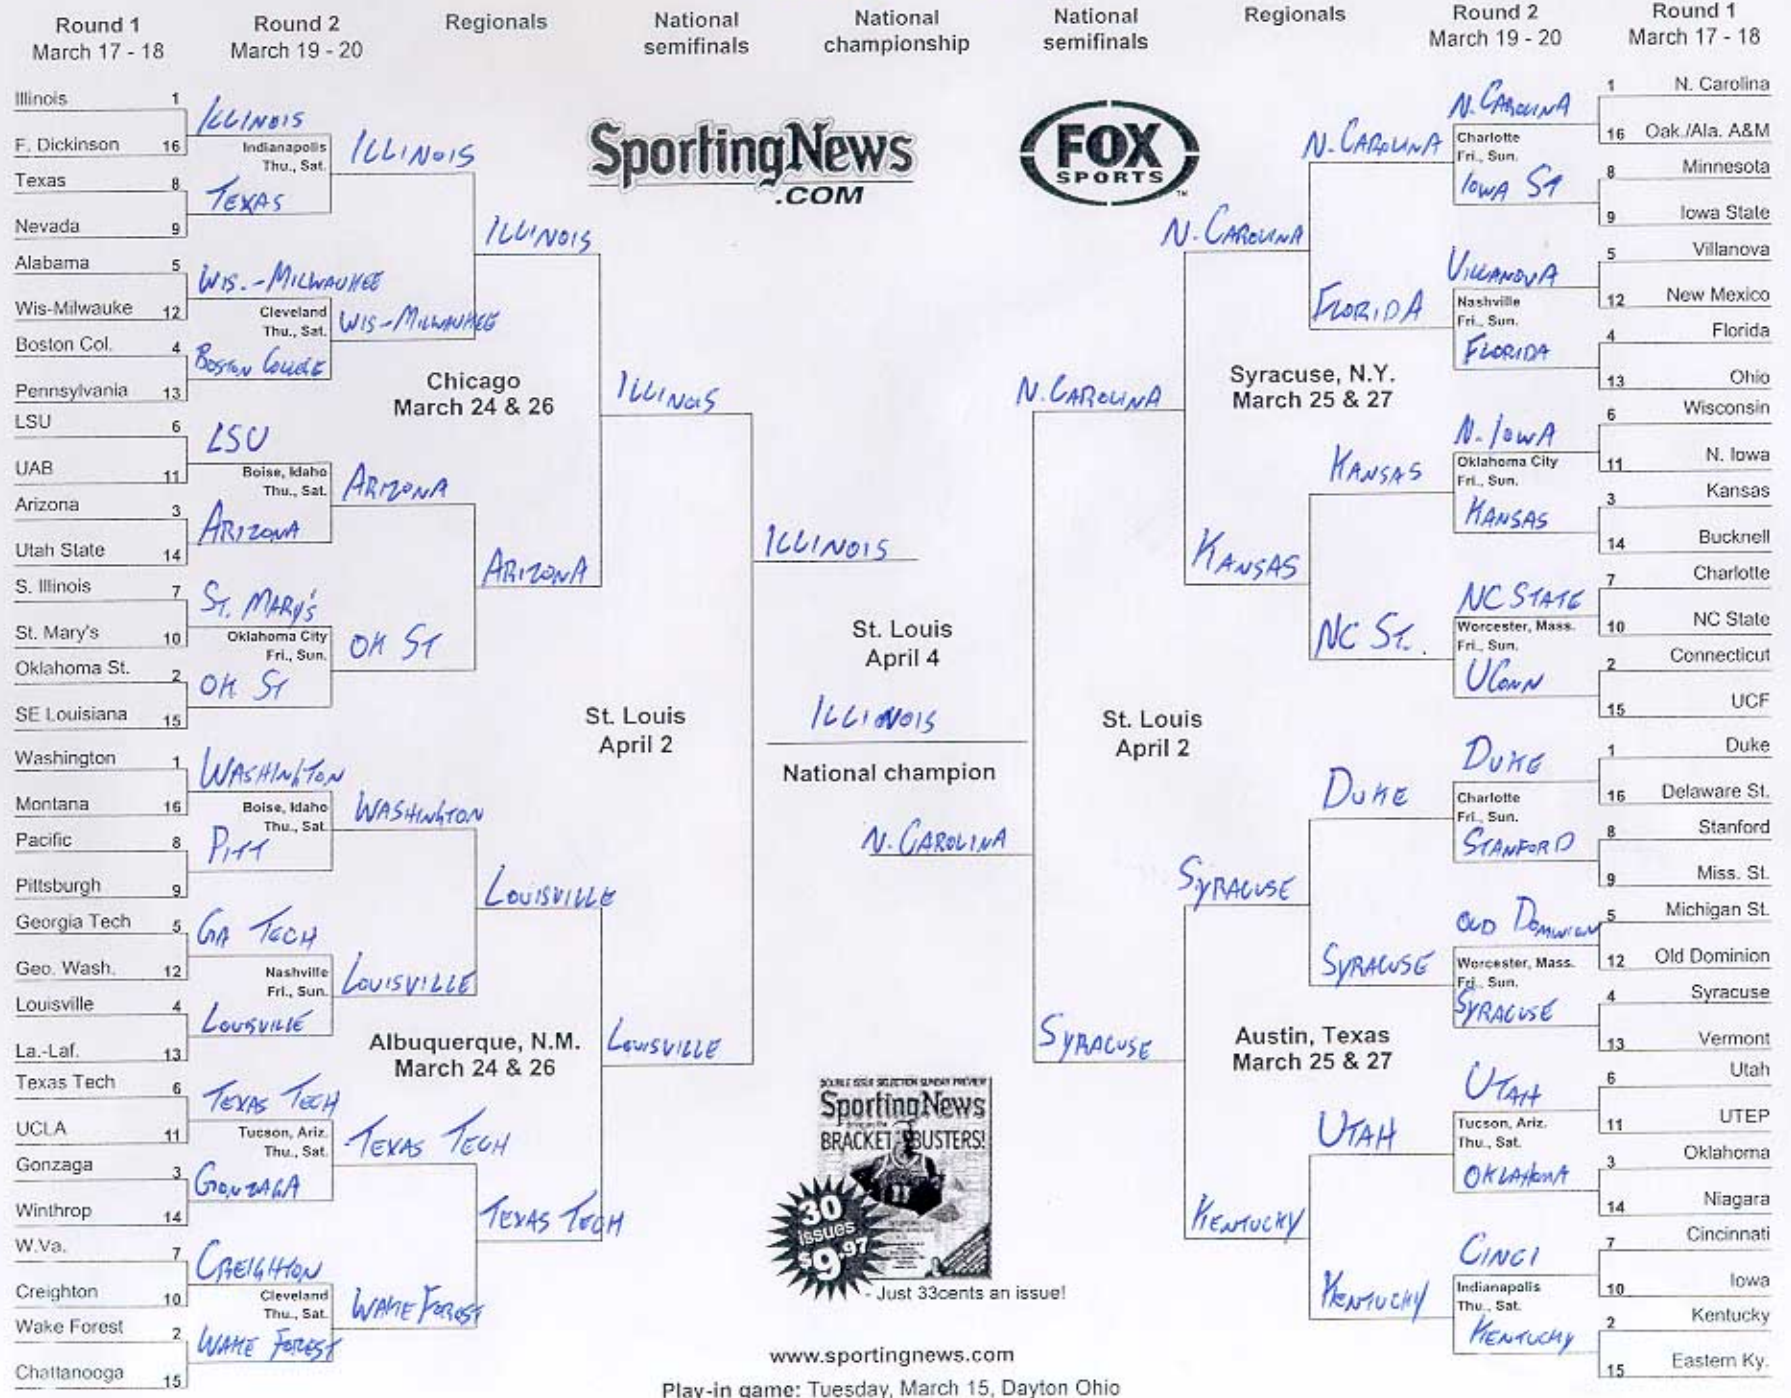 Round 1
March 17 - 18
Round 2
March 19 - 20
Regionals
National
semifinals
National
championship
National
semifinals
Regionals
Round 2
March 19 - 20
Round 1
March 17 - 18
Illinois 1
F. Dickinson 16
Texas 8
Nevada 9
Alabama 5
Wis-Milwauke 12
Boston Col. 4
Pennsylvania 13
LSU 6
UAB 11
Arizona 3
Utah State 14
S. Illinois 7
St. Mary's 10
Oklahoma St. 2
SE Louisiana 15
Washington 1
Montana 16
Pacific 8
Pittsburgh 9
Georgia Tech 5
Geo. Wash. 12
Louisville 4
La.-Laf. 13
Texas Tech 6
UCLA 11
Gonzaga 3
Winthrop 14
W.Va. 7
Creighton 10
Wake Forest 2
Chattanooga 15
ILLINOIS
Indianapolis
Thu., Sat.
TEXAS
WIS.-MILWAUKEE
Cleveland
Thu., Sat.
BOSTON COLLEGE
LSU
Boise, Idaho
Thu., Sat.
ARIZONA
ST. MARY'S
Oklahoma City
Fri., Sun.
OK ST
WASHINGTON
Boise, Idaho
Thu., Sat.
PITT
GA TECH
Nashville
Fri., Sun.
LOUISVILLE
TEXAS TECH
Tucson, Ariz.
Thu., Sat.
GONZAGA
CREIGHTON
Cleveland
Thu., Sat.
WAKE FOREST
ILLINOIS
WIS-MILWAUKEE
ARIZONA
OK ST
WASHINGTON
LOUISVILLE
TEXAS TECH
WAKE FOREST
ILLINOIS
Chicago
March 24 & 26
ARIZONA
LOUISVILLE
Albuquerque, N.M.
March 24 & 26
TEXAS TECH
ILLINOIS
St. Louis
April 2
LOUISVILLE
SportingNews
.COM
FOX
SPORTS
TM
ILLINOIS
St. Louis
April 4
ILLINOIS
National champion
N. CAROLINA
DOUBLE ISSUE SELECTION SUNDAY PREVIEW
SportingNews
BRACKET BUSTERS!
30
issues
$9.97
- Just 33cents an issue!
www.sportingnews.com
Play-in game: Tuesday, March 15, Dayton Ohio
N. CAROLINA
St. Louis
April 2
SYRACUSE
N. CAROLINA
Syracuse, N.Y.
March 25 & 27
KANSAS
SYRACUSE
Austin, Texas
March 25 & 27
KENTUCKY
N. CAROLINA
FLORIDA
KANSAS
NC ST.
DUKE
SYRACUSE
UTAH
KENTUCKY
N. CAROLINA
Charlotte
Fri., Sun.
IOWA ST
VILLANOVA
Nashville
Fri., Sun.
FLORIDA
N. IOWA
Oklahoma City
Fri., Sun.
KANSAS
NC STATE
Worcester, Mass.
Fri., Sun.
UCONN
DUKE
Charlotte
Fri., Sun.
STANFORD
OLD DOMINION
Worcester, Mass.
Fri., Sun.
SYRACUSE
UTAH
Tucson, Ariz.
Thu., Sat.
OKLAHOMA
CINCI
Indianapolis
Thu., Sat.
KENTUCKY
1 N. Carolina
16 Oak./Ala. A&M
8 Minnesota
9 Iowa State
5 Villanova
12 New Mexico
4 Florida
13 Ohio
6 Wisconsin
11 N. Iowa
3 Kansas
14 Bucknell
7 Charlotte
10 NC State
2 Connecticut
15 UCF
1 Duke
16 Delaware St.
8 Stanford
9 Miss. St.
5 Michigan St.
12 Old Dominion
4 Syracuse
13 Vermont
6 Utah
11 UTEP
3 Oklahoma
14 Niagara
7 Cincinnati
10 Iowa
2 Kentucky
15 Eastern Ky.